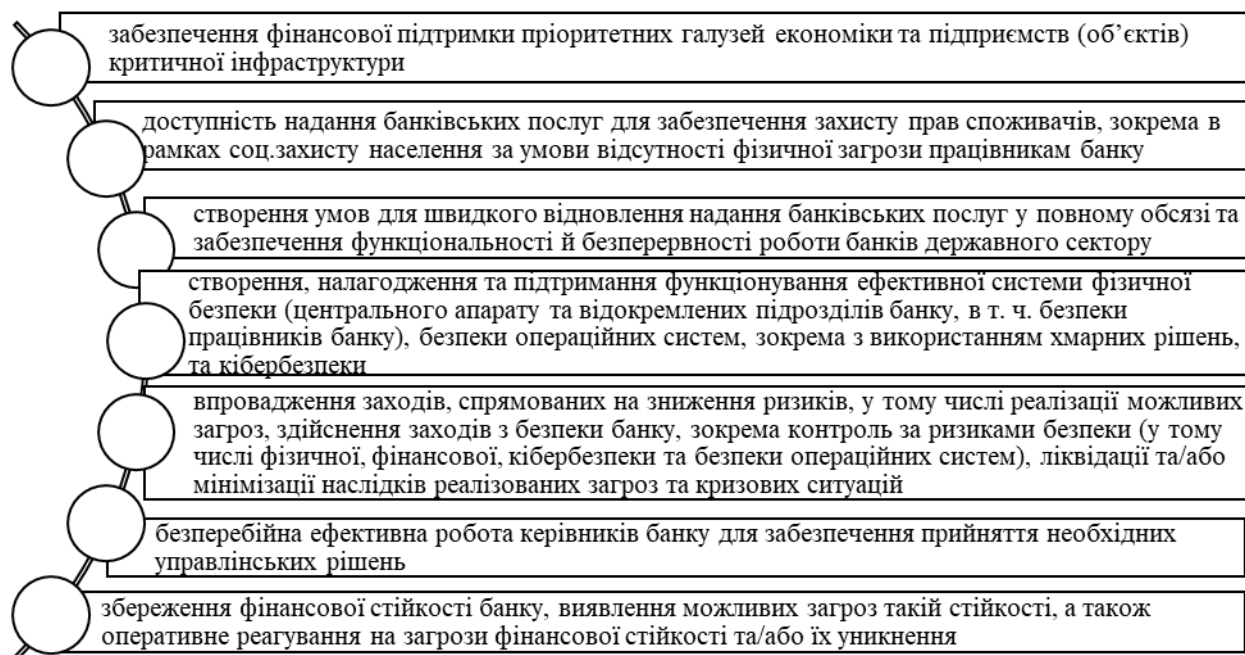 забезпечення фінансової підтримки пріоритетних галузей економіки та підприємств (об’єктів)
критичної інфраструктури
доступність надання банківських послуг для забезпечення захисту прав споживачів, зокрема в
рамках соц.захисту населення за умови відсутності фізичної загрози працівникам банку
створення умов для швидкого відновлення надання банківських послуг у повному обсязі та
забезпечення функціональності й безперервності роботи банків державного сектору
створення, налагодження та підтримання функціонування ефективної системи фізичної
безпеки (центрального апарату та відокремлених підрозділів банку, в т. ч. безпеки
працівників банку), безпеки операційних систем, зокрема з використанням хмарних рішень,
та кібербезпеки
впровадження заходів, спрямованих на зниження ризиків, у тому числі реалізації можливих
загроз, здійснення заходів з безпеки банку, зокрема контроль за ризиками безпеки (у тому
числі фізичної, фінансової, кібербезпеки та безпеки операційних систем), ліквідації та/або
мінімізації наслідків реалізованих загроз та кризових ситуацій
безперебійна ефективна робота керівників банку для забезпечення прийняття необхідних
управлінських рішень
збереження фінансової стійкості банку, виявлення можливих загроз такій стійкості, а також
оперативне реагування на загрози фінансової стійкості та/або їх уникнення